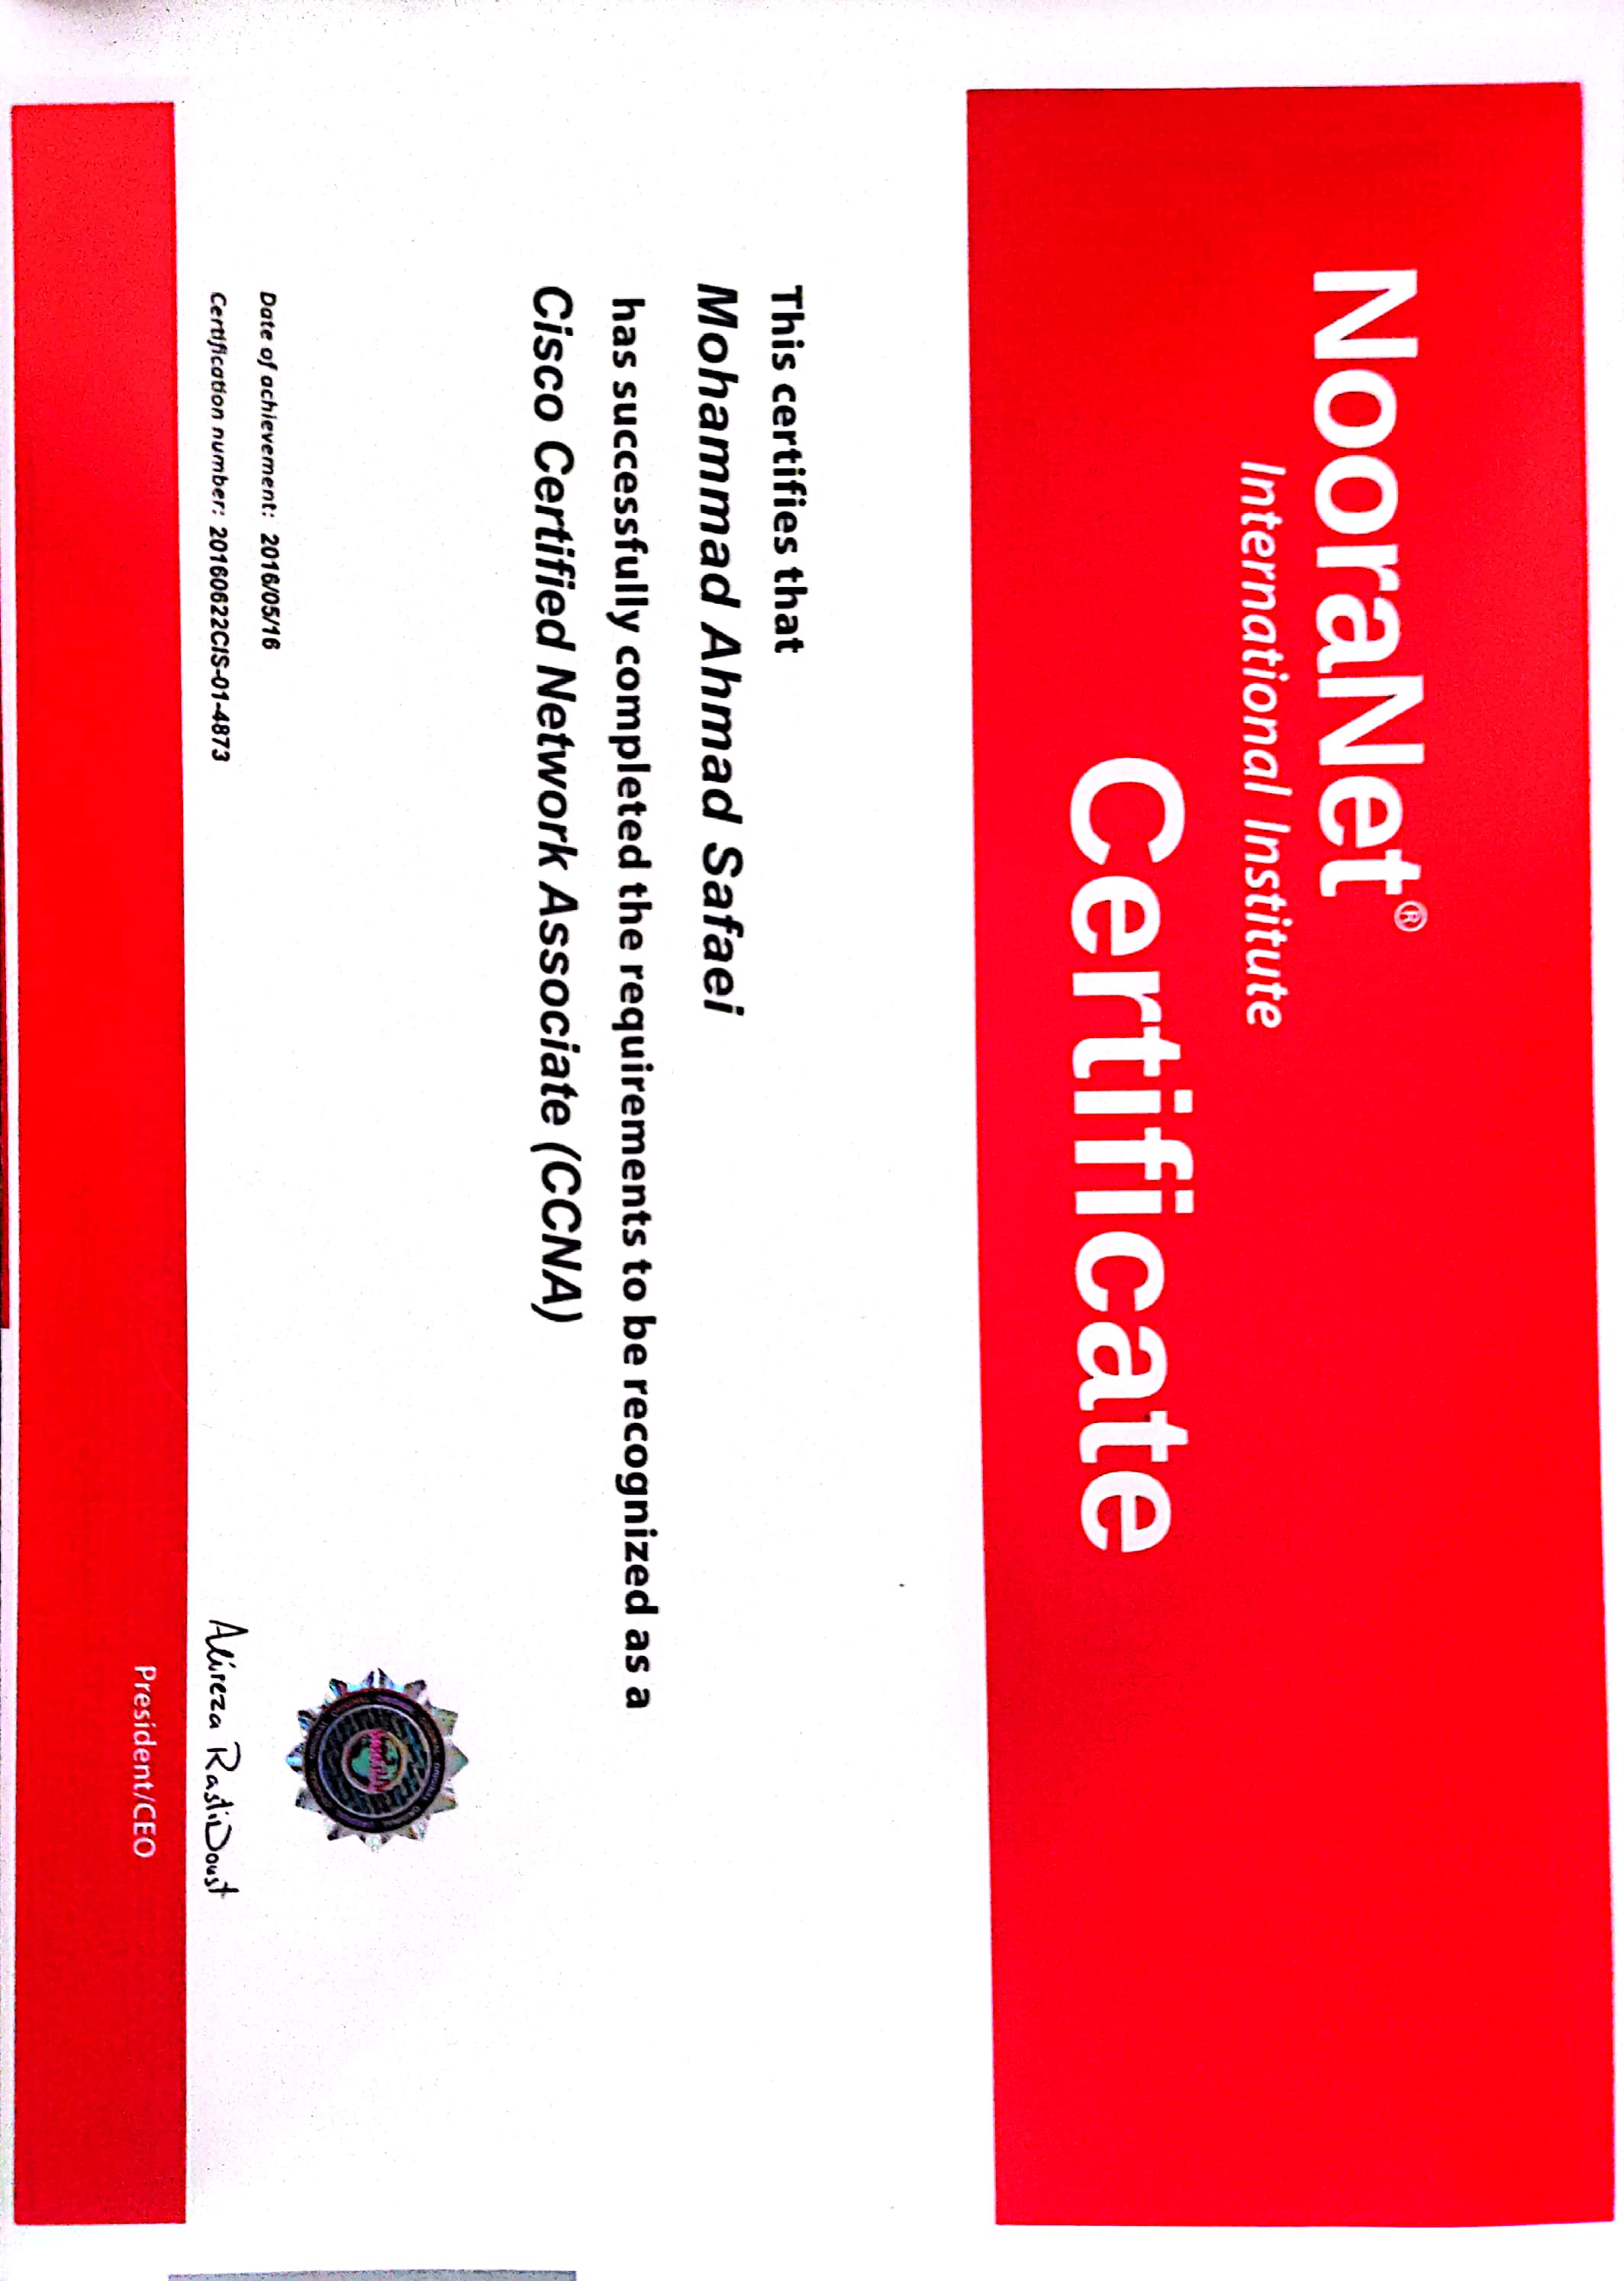 NooraNet®
International Institute
Certificate
This certifies that
Mohammad Ahmad Safaei
has successfully completed the requirements to be recognized as a
Cisco Certified Network Associate (CCNA)
Date of achievement: 2016/05/16
Certification number: 20160622CIS-01-4873
Alireza RastiDoust
President/CEO